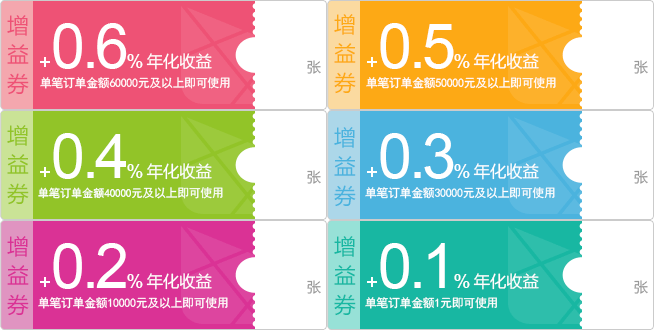 增益券
+0.6% 年化收益
单笔订单金额60000元及以上即可使用
张
增益券
+0.5% 年化收益
单笔订单金额50000元及以上即可使用
张
增益券
+0.4% 年化收益
单笔订单金额40000元及以上即可使用
张
增益券
+0.3% 年化收益
单笔订单金额30000元及以上即可使用
张
增益券
+0.2% 年化收益
单笔订单金额10000元及以上即可使用
张
增益券
+0.1% 年化收益
单笔订单金额1元即可使用
张